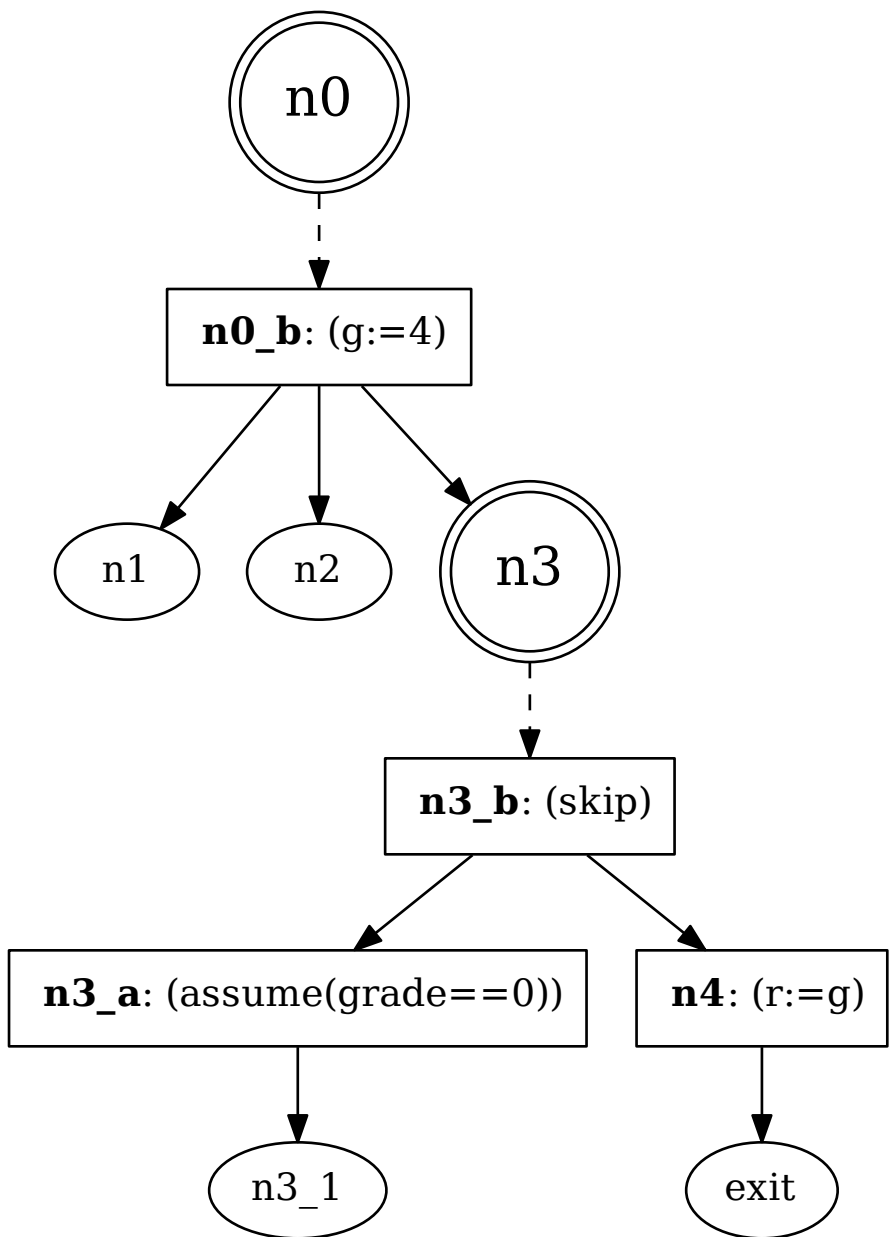 n0
n0_b: (g:=4)
n1
n2
n3
n3_b: (skip)
n3_a: (assume(grade==0))
n4: (r:=g)
n3_1
exit